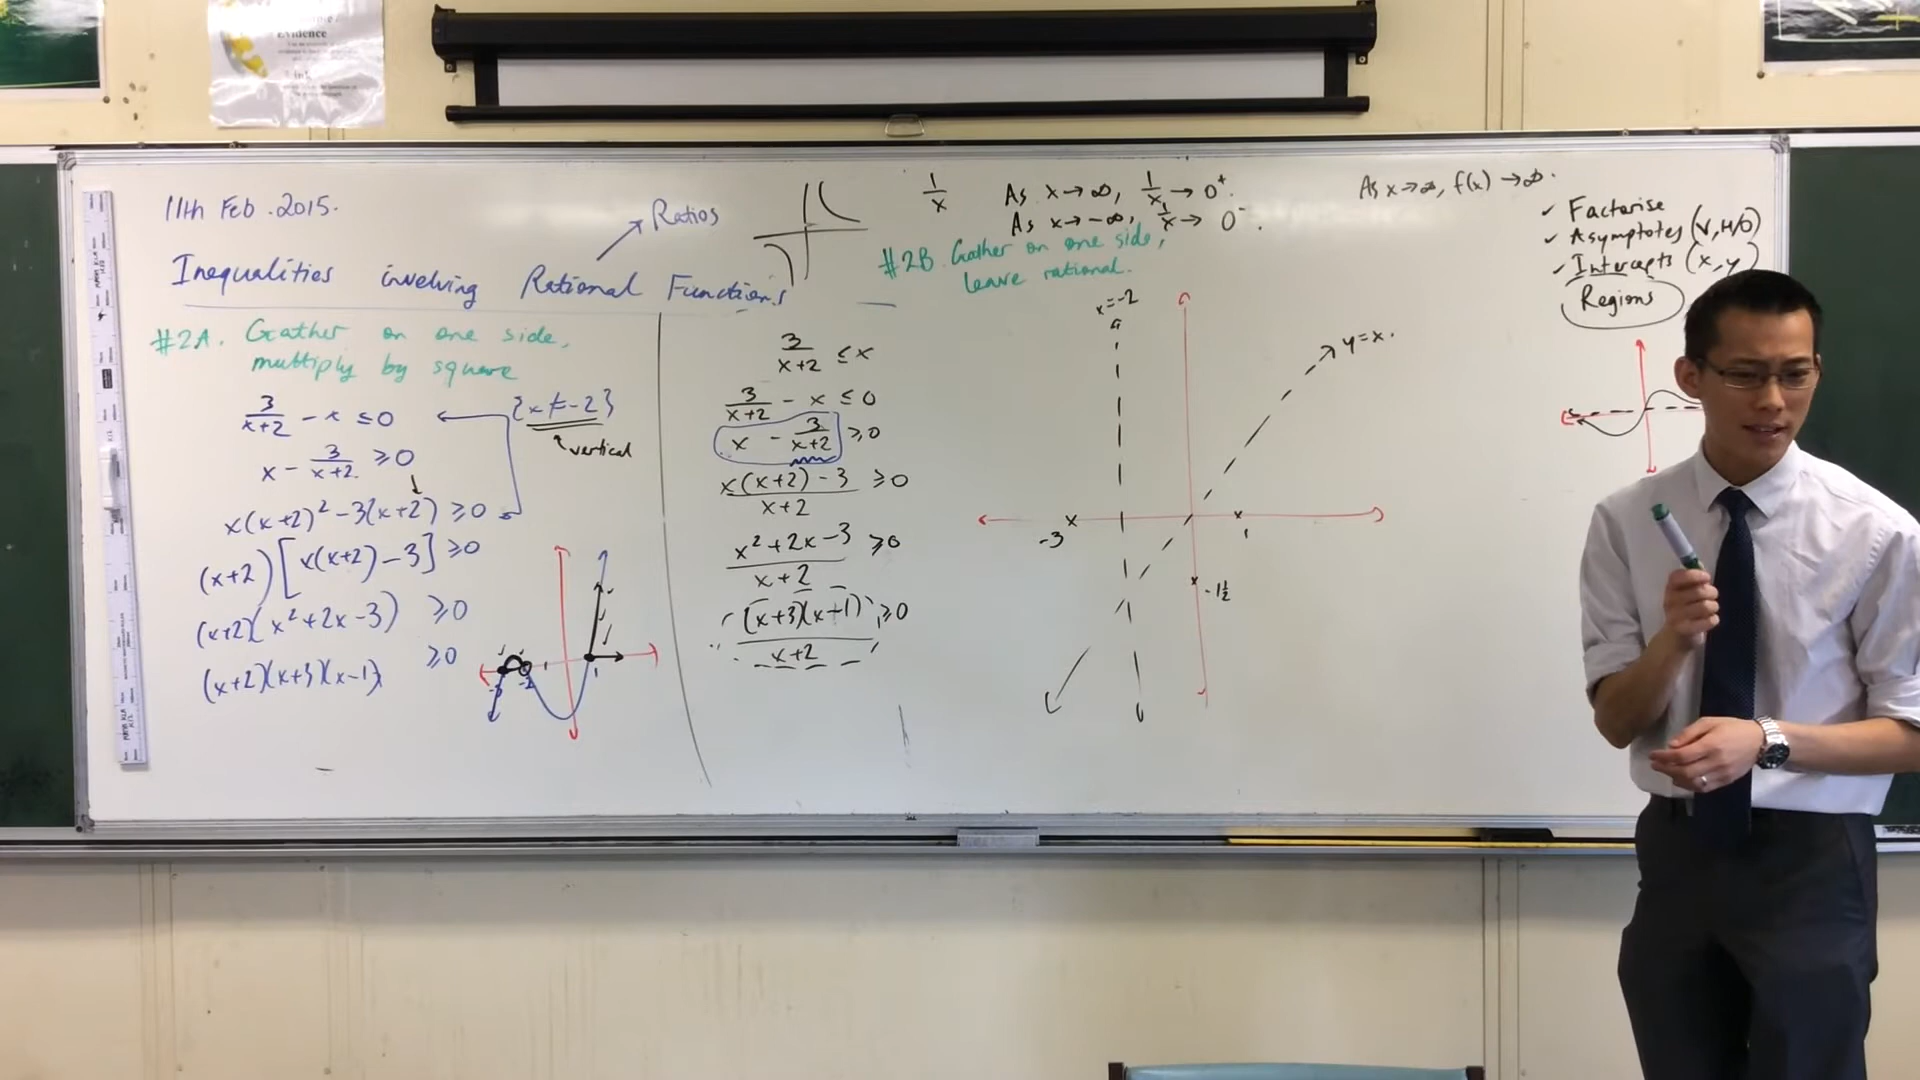 Evidence
11th Feb. 2015.
Ratios
Inequalities involving Rational Functions
#2A. Gather on one side,
multiply by square
3/(x+2) - x ≤ 0
{x ≠ -2}
vertical
x - 3/(x+2) ≥ 0
x(x+2)² - 3(x+2) ≥ 0
(x+2)[x(x+2) - 3] ≥ 0
(x+2)(x² + 2x - 3) ≥ 0
(x+2)(x+3)(x-1) ≥ 0
-3 -2 1
3/(x+2) ≤ x
3/(x+2) - x ≤ 0
x - 3/(x+2) ≥ 0
(x(x+2) - 3)/(x+2) ≥ 0
(x² + 2x - 3)/(x+2) ≥ 0
((x+3)(x-1))/(x+2) ≥ 0
1/x As x → ∞, 1/x → 0⁺.
As x → -∞, 1/x → 0⁻.
#2B. Gather on one side,
leave rational.
x = -2
y = x.
-3
1
-1½
As x → ∞, f(x) → ∞.
✓ Factorise
✓ Asymptotes (V, H/O)
✓ Intercepts (x, y)
Regions